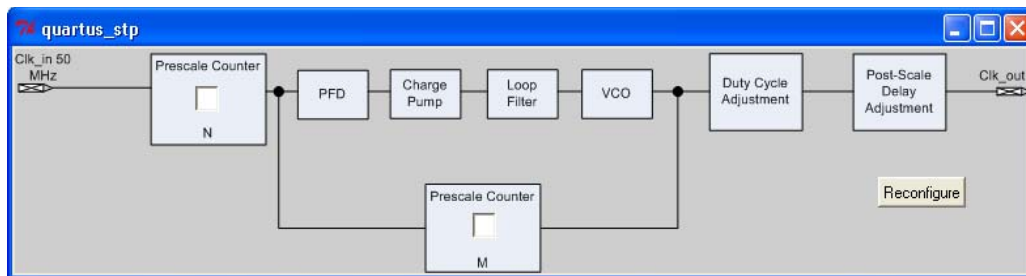 quartus_stp
Clk_in 50
MHz
Prescale Counter
N
PFD
Charge
Pump
Loop
Filter
VCO
Duty Cycle
Adjustment
Post-Scale
Delay
Adjustment
Clk_out
Prescale Counter
M
Reconfigure